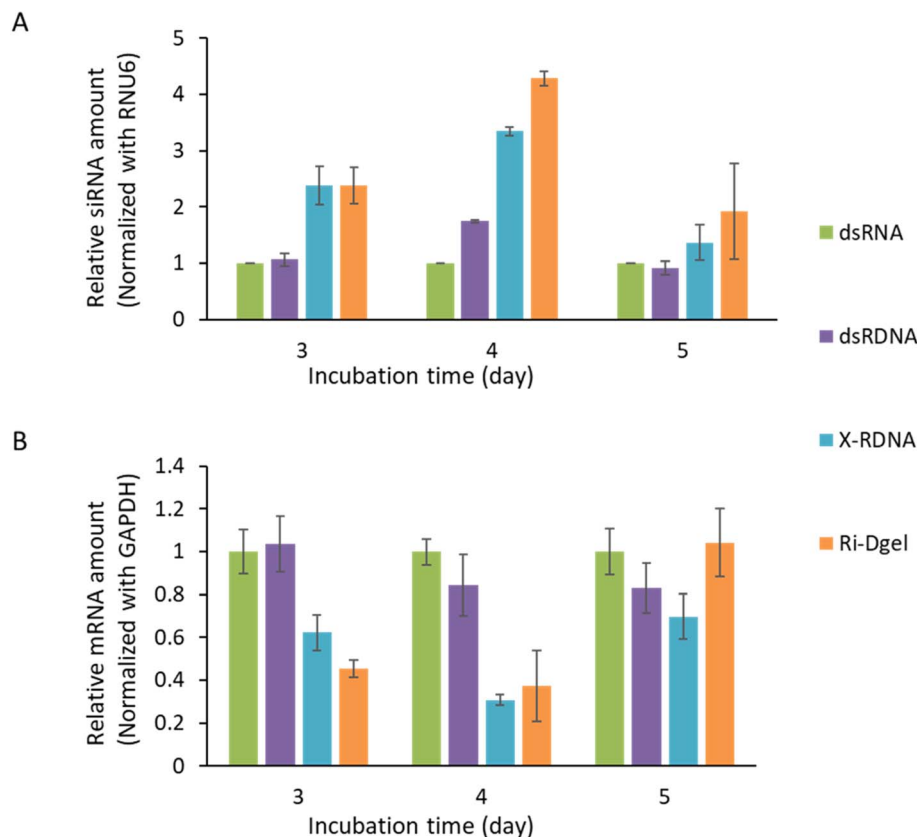 A
Relative siRNA amount
(Normalized with RNU6)
5
4
3
2
1
0
3 4 5
Incubation time (day)
dsRNA
dsRDNA
X-RDNA
Ri-Dgel
B
Relative mRNA amount
(Normalized with GAPDH)
1.4
1.2
1
0.8
0.6
0.4
0.2
0
3 4 5
Incubation time (day)